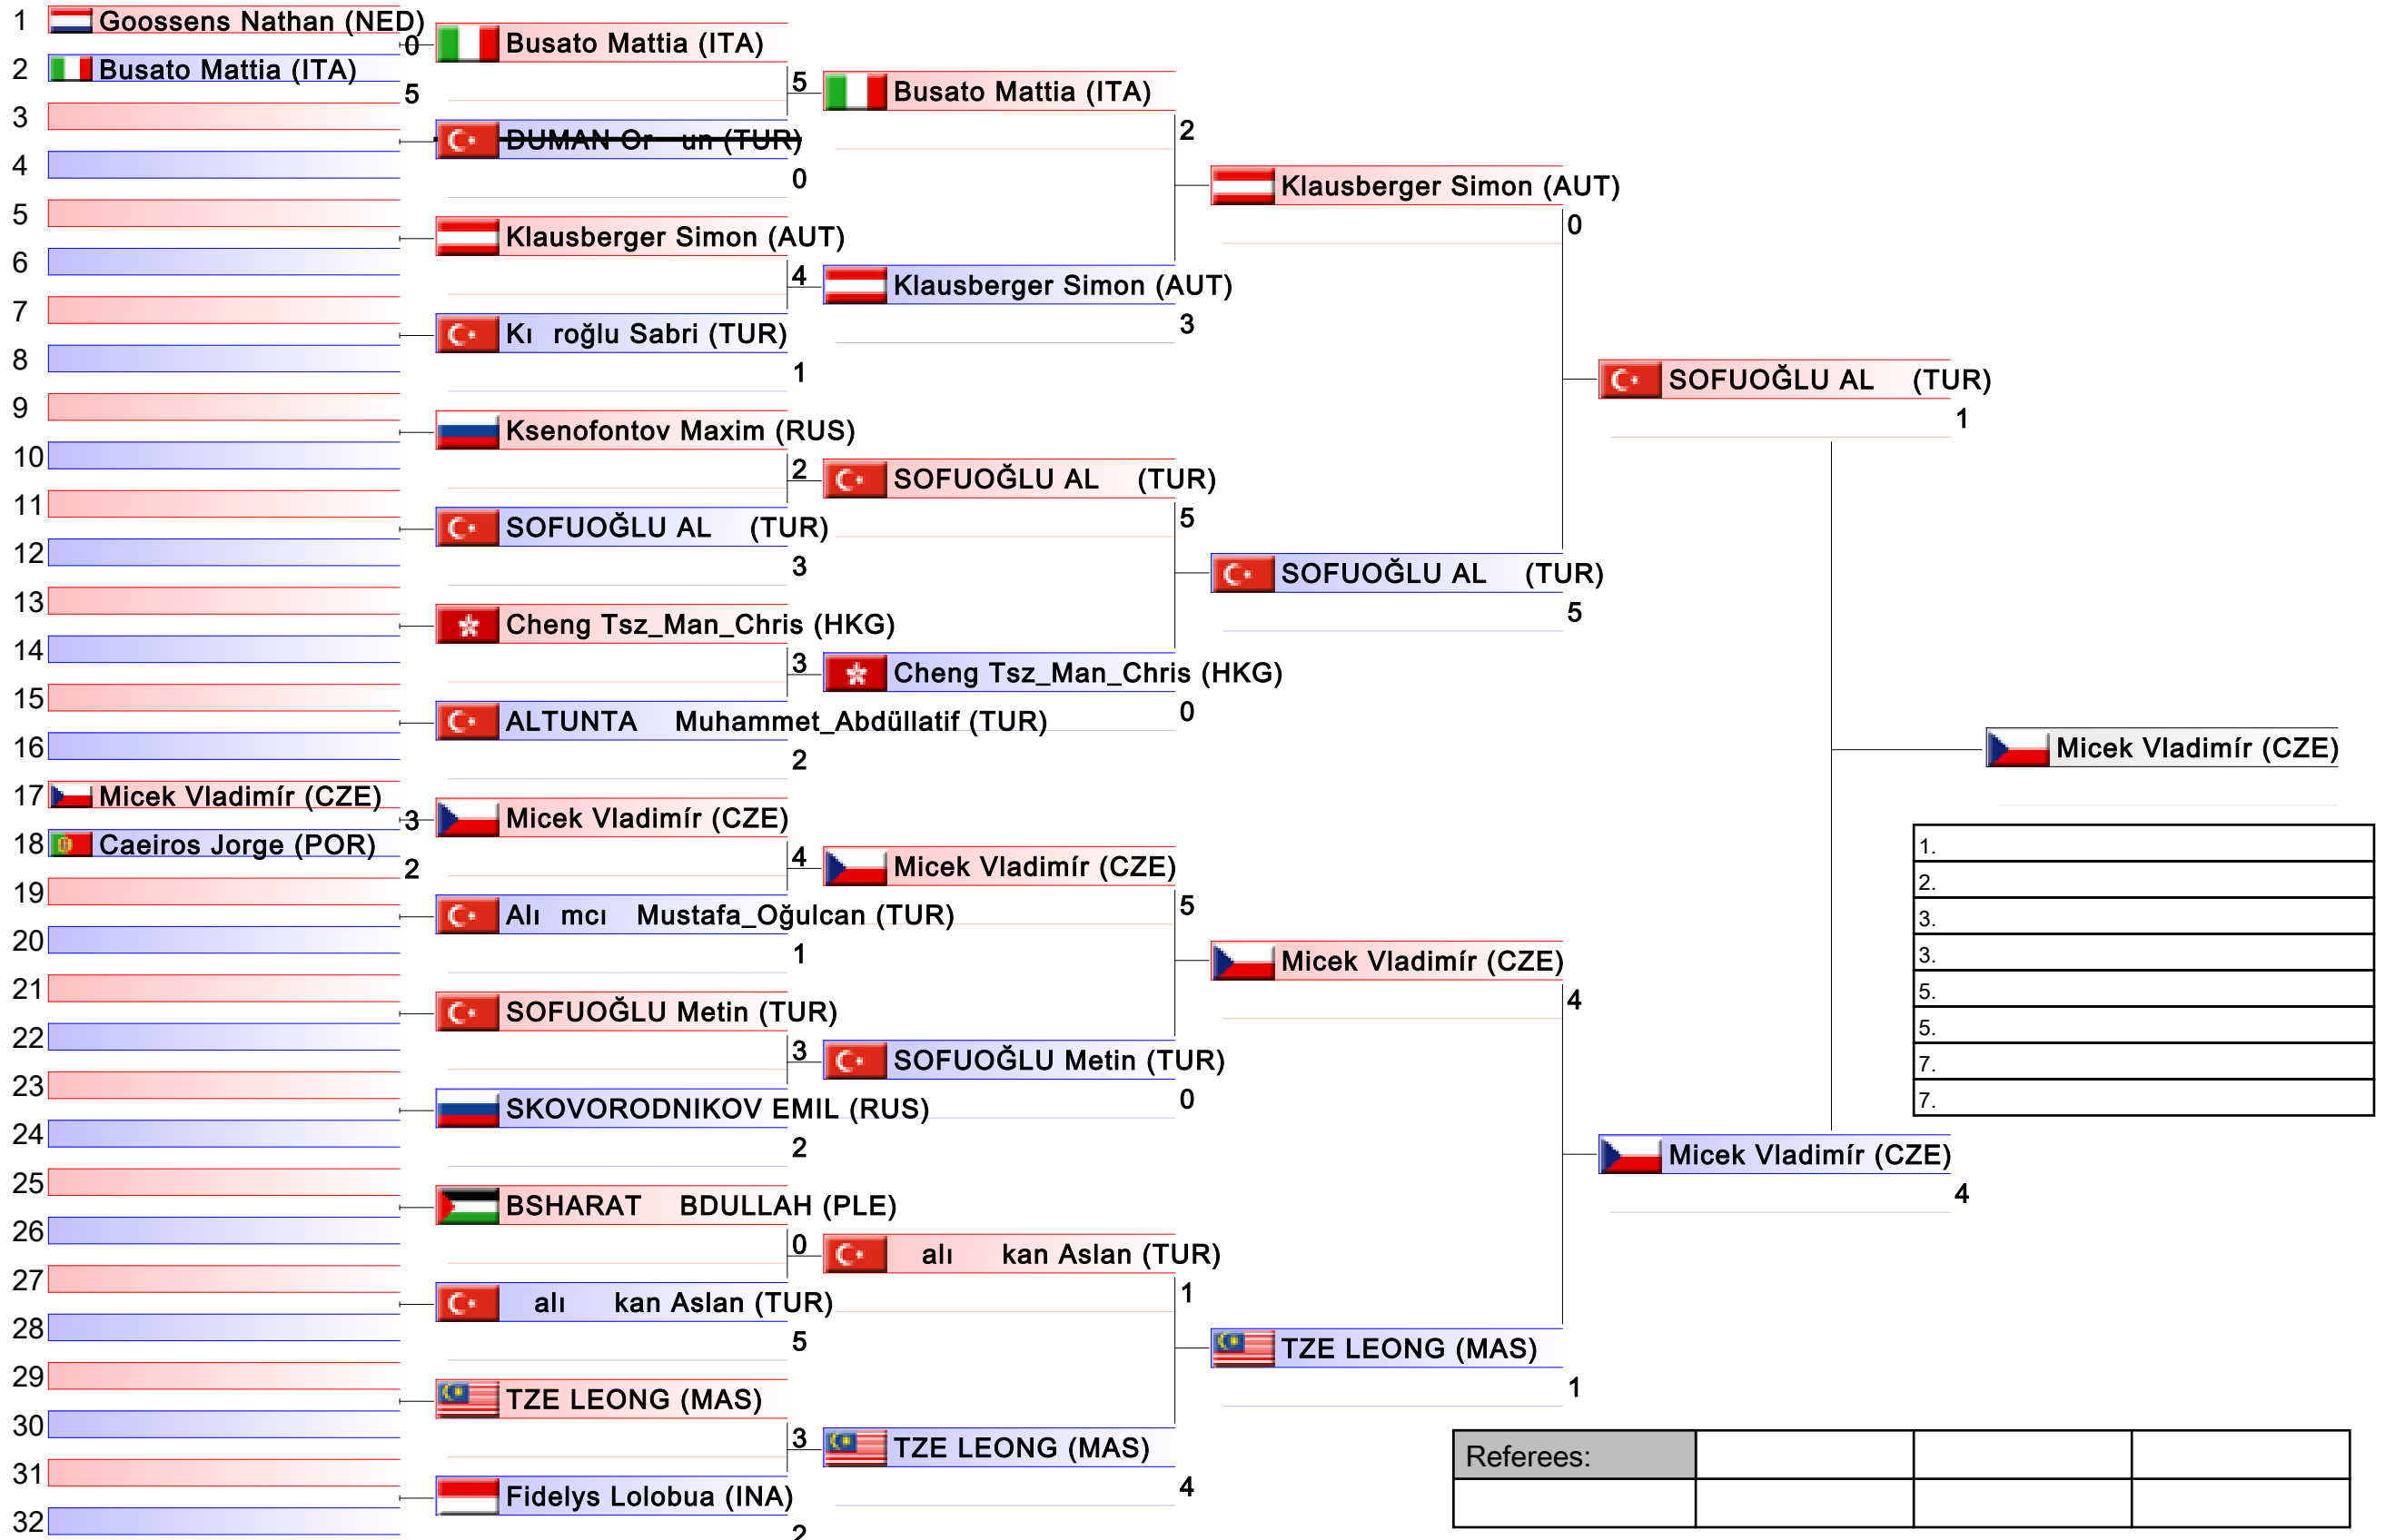 1 Goossens Nathan (NED)
0
2 Busato Mattia (ITA)
5
3
4
5
6
7
8
9
10
11
12
13
14
15
16
17 Micek Vladimír (CZE)
3
18 Caeiros Jorge (POR)
2
19
20
21
22
23
24
25
26
27
28
29
30
31
32
Busato Mattia (ITA)
5
DUMAN Or un (TUR)
0
Klausberger Simon (AUT)
4
Kı roğlu Sabri (TUR)
1
Ksenofontov Maxim (RUS)
2
SOFUOĞLU AL (TUR)
3
Cheng Tsz_Man_Chris (HKG)
3
ALTUNTA Muhammet_Abdüllatif (TUR)
2
Micek Vladimír (CZE)
4
Alı mcı Mustafa_Oğulcan (TUR)
1
SOFUOĞLU Metin (TUR)
3
SKOVORODNIKOV EMIL (RUS)
2
BSHARAT BDULLAH (PLE)
0
alı kan Aslan (TUR)
5
TZE LEONG (MAS)
3
Fidelys Lolobua (INA)
2
Busato Mattia (ITA)
2
Klausberger Simon (AUT)
3
SOFUOĞLU AL (TUR)
5
Cheng Tsz_Man_Chris (HKG)
0
Micek Vladimír (CZE)
5
SOFUOĞLU Metin (TUR)
0
alı kan Aslan (TUR)
1
TZE LEONG (MAS)
4
Klausberger Simon (AUT)
0
SOFUOĞLU AL (TUR)
5
Micek Vladimír (CZE)
4
TZE LEONG (MAS)
1
SOFUOĞLU AL (TUR)
1
Micek Vladimír (CZE)
4
Micek Vladimír (CZE)
1.
2.
3.
3.
5.
5.
7.
7.
Referees: